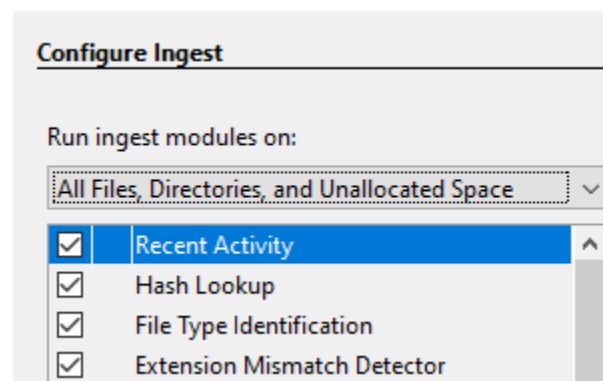 Configure Ingest
Run ingest modules on:
All Files, Directories, and Unallocated Space
Recent Activity
Hash Lookup
File Type Identification
Extension Mismatch Detector